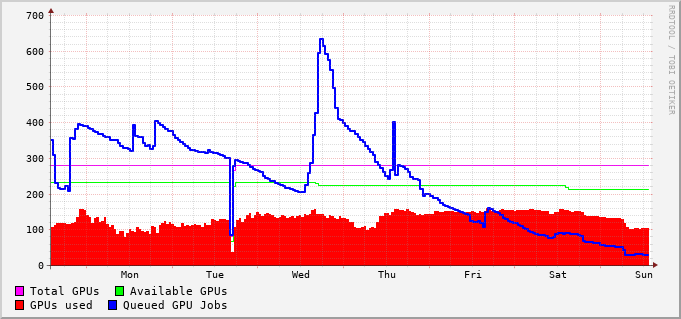 700
600
500
400
300
200
100
0
Mon Tue Wed Thu Fri Sat Sun
Total GPUs Available GPUs
GPUs used Queued GPU Jobs
RRDTOOL / TOBI OETIKER